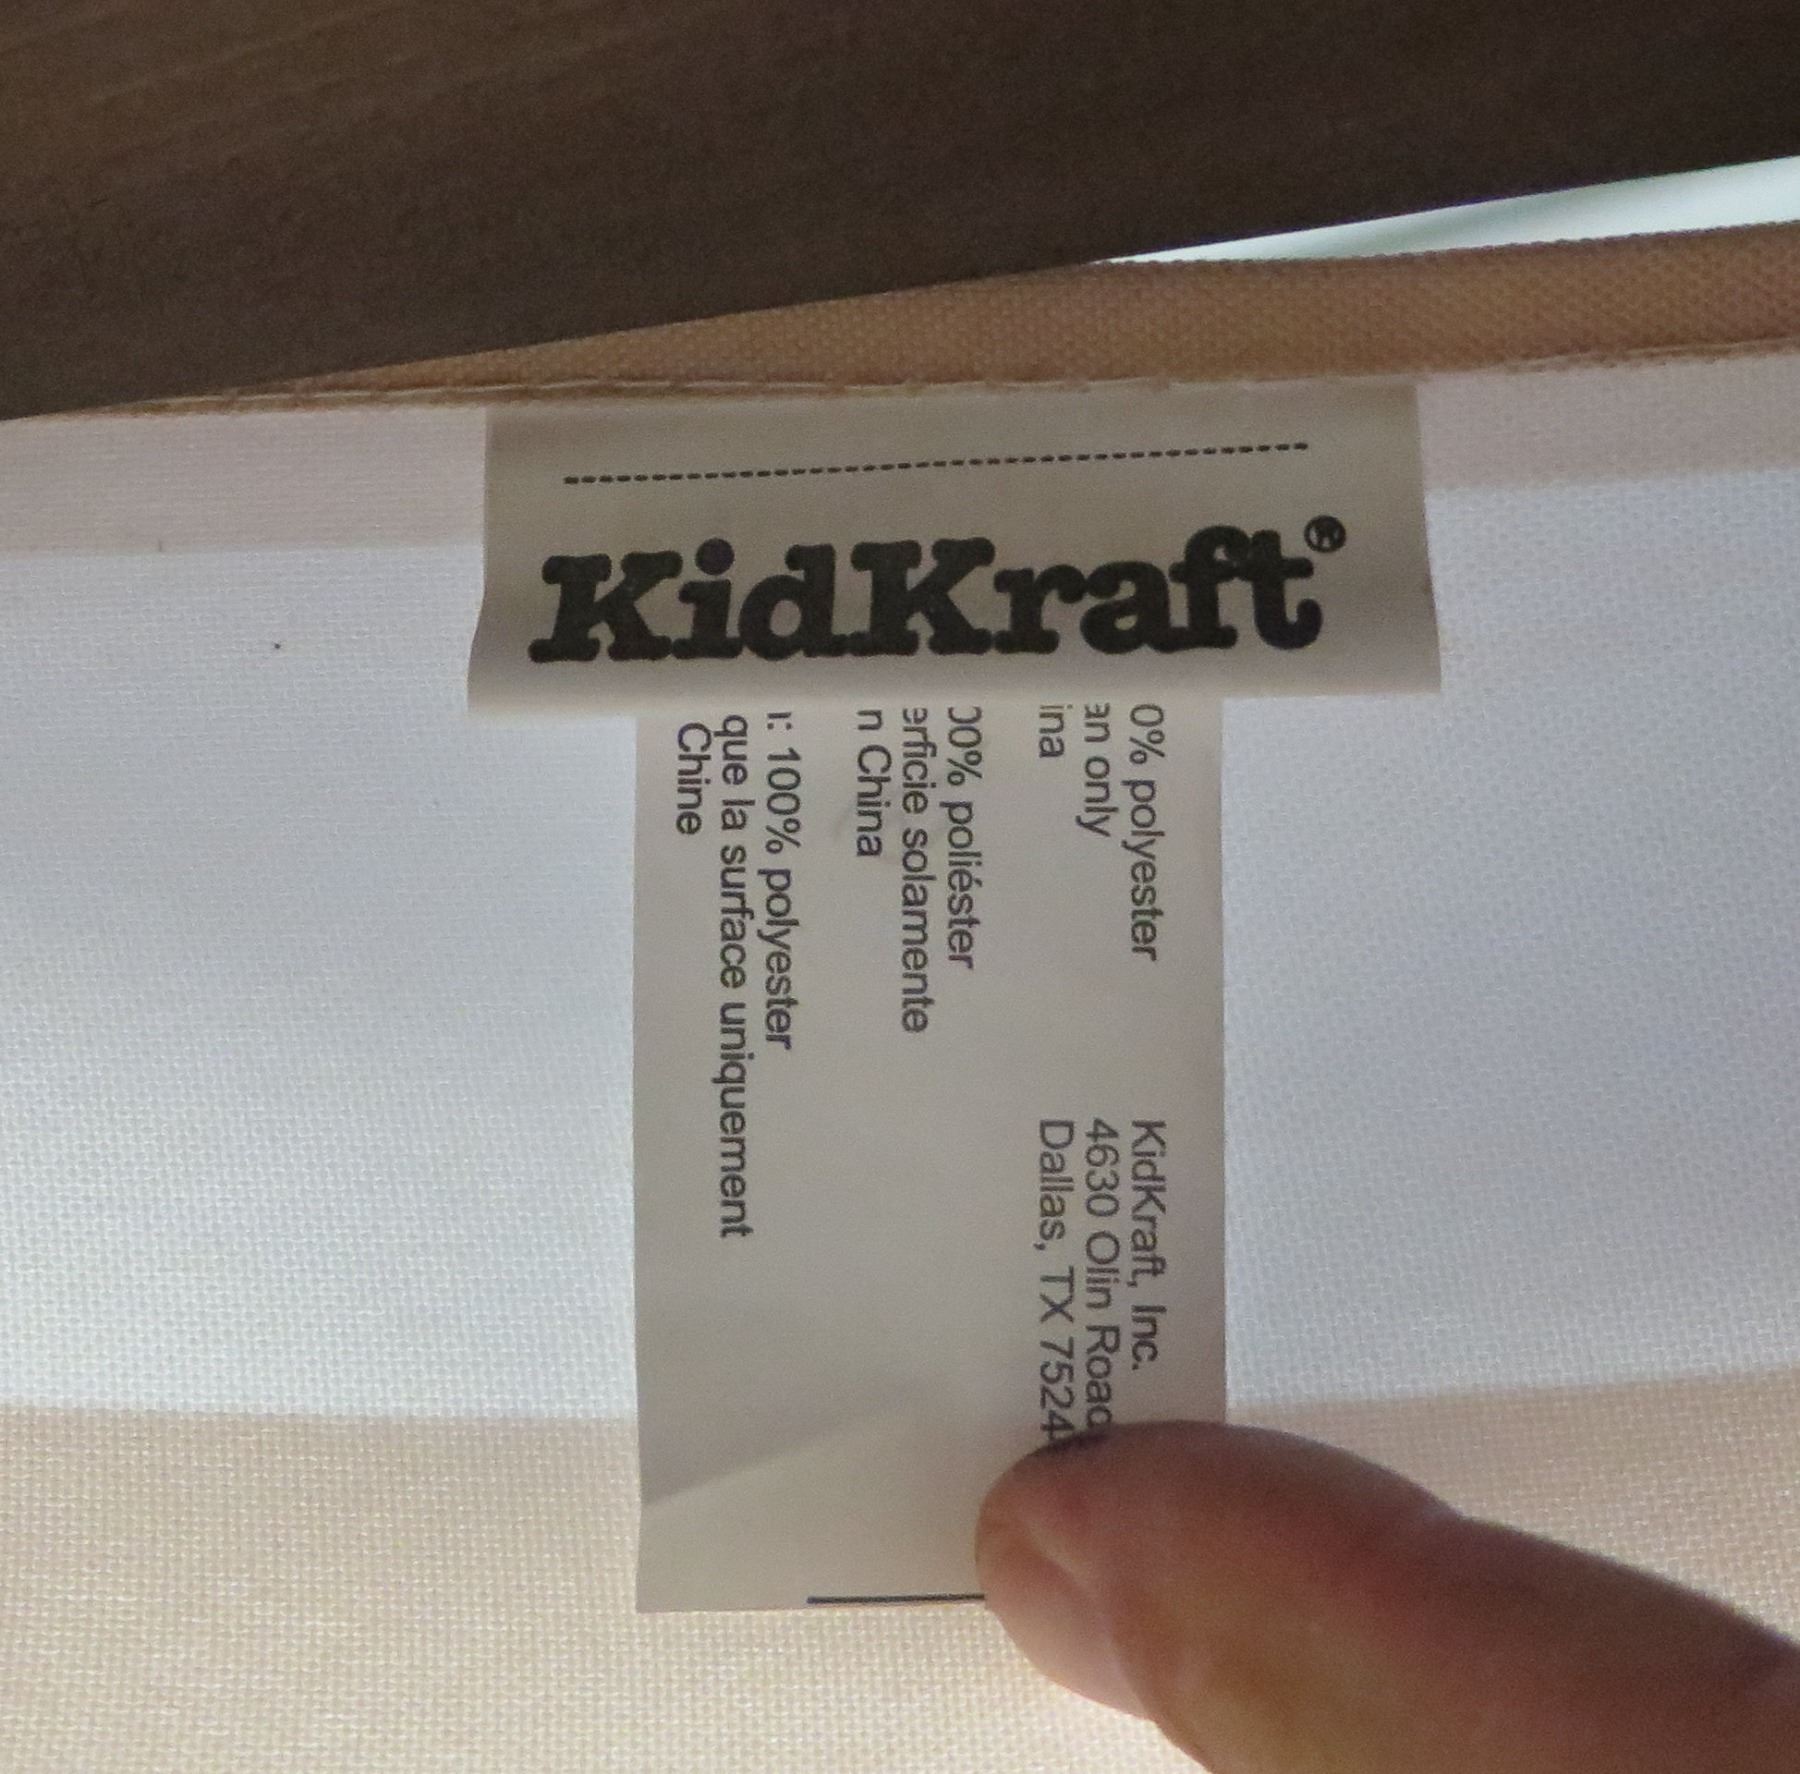 KidKraft®
0% polyester
an only
ina
00% poliéster
erficie solamente
n China
r: 100% polyester
que la surface uniquement
Chine
KidKraft, Inc.
4630 Olin Road
Dallas, TX 7524